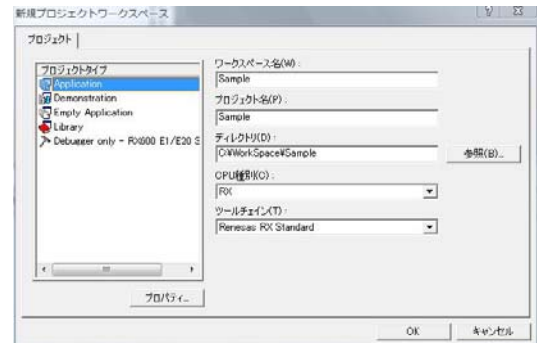 新規プロジェクトワークスペース
プロジェクト
プロジェクトタイプ
Application
Demonstration
Empty Application
Library
Debugger only - RX600 E1/E20 S
プロパティ...
ワークスペース名(W) :
Sample
プロジェクト名(P) :
Sample
ディレクトリ(D) :
C:¥WorkSpace¥Sample
参照(B)...
CPU種別(C) :
RX
ツールチェイン(T) :
Renesas RX Standard
OK
キャンセル